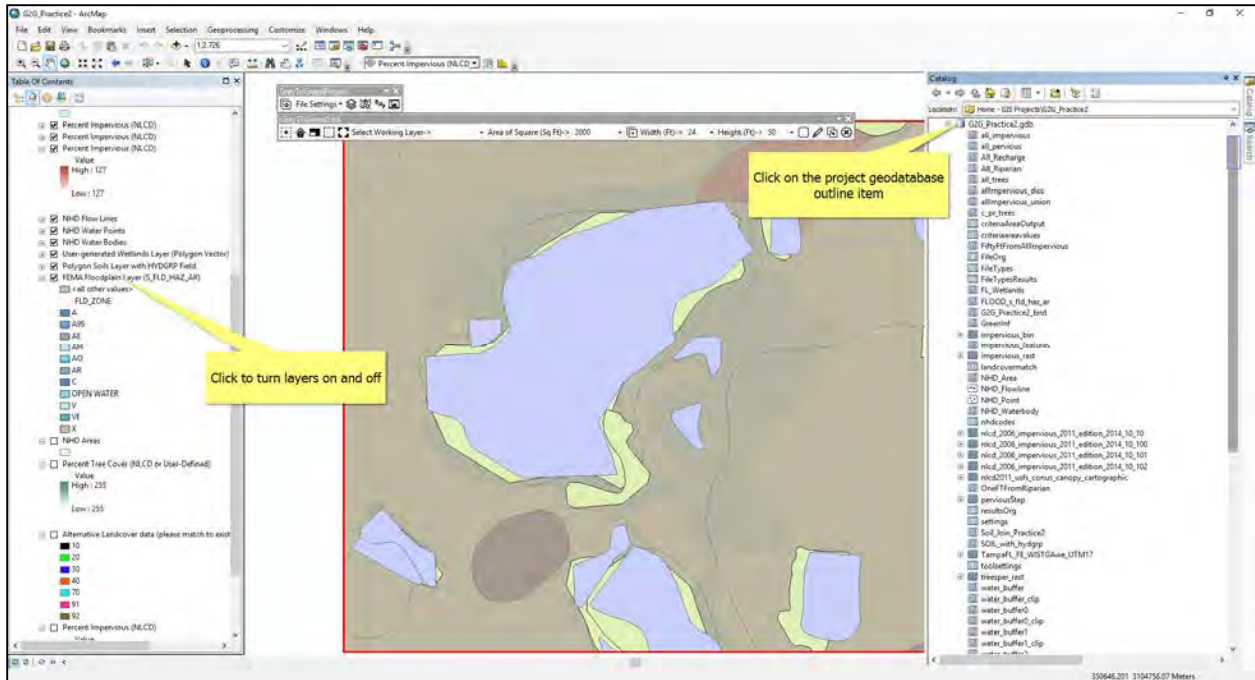 G2G_Practice2 - ArcMap
File Edit View Bookmarks Insert Selection Geoprocessing Customize Windows Help
1:2,726
Percent Impervious (NLCD
Table Of Contents
Percent Impervious (NLCD)
Percent Impervious (NLCD)
Percent Impervious (NLCD)
Value
High : 127
Low : 127
NHD Flow Lines
NHD Water Points
NHD Water Bodies
User-generated Wetlands Layer (Polygon Vector)
Polygon Soils Layer with HYDGRP Field
FEMA Floodplain Layer (S_FLD_HAZ_AR)
<all other values>
FLD_ZONE
A
A99
AE
AH
AO
AR
C
OPEN WATER
V
VE
X
NHD Areas
Percent Tree Cover (NLCD or User-Defined)
Value
High : 255
Low : 255
Alternative Landcover data (please match to exist
10
20
30
40
70
91
92
Percent Impervious (NLCD)
Value
File Settings
Select Working Layer->
Area of Square (Sq Ft)-> 2000
Width (Ft)-> 24
Height (Ft)-> 50
Click to turn layers on and off
Click on the project geodatabase
outline item
Catalog
Location: Home - GIS Projects\G2G_Practice2
G2G_Practice2.gdb
all_impervious
all_pervious
AR_Recharge
AR_Riparian
all_trees
allImpervious_diss
allimpervious_union
c_pr_trees
criteriaAreaOutput
criteriaareavalues
FiftyFtFromAllImpervious
FileOrg
FileTypes
FileTypesResults
FL_Wetlands
FLOOD_s_fld_haz_ar
G2G_Practice2_bnd
GreenInf
impervious_bin
impervious_features
impervious_rast
landcovermatch
NHD_Area
NHD_Flowline
NHD_Point
NHD_Waterbody
nhdcodes
nlcd_2006_impervious_2011_edition_2014_10_10
nlcd_2006_impervious_2011_edition_2014_10_100
nlcd_2006_impervious_2011_edition_2014_10_101
nlcd_2006_impervious_2011_edition_2014_10_102
nlcd2011_usfs_conus_canopy_cartographic
OneFTFromRiparian
perviousStep
resultsOrg
settings
Soil_Join_Practice2
SOIL_with_hydgrp
toolsettings
treesper_rast
water_buffer
water_buffer_clip
water_buffer0
water_buffer0_clip
water_buffer1
water_buffer1_clip
Catalog
Search
350646.201 3104756.07 Meters